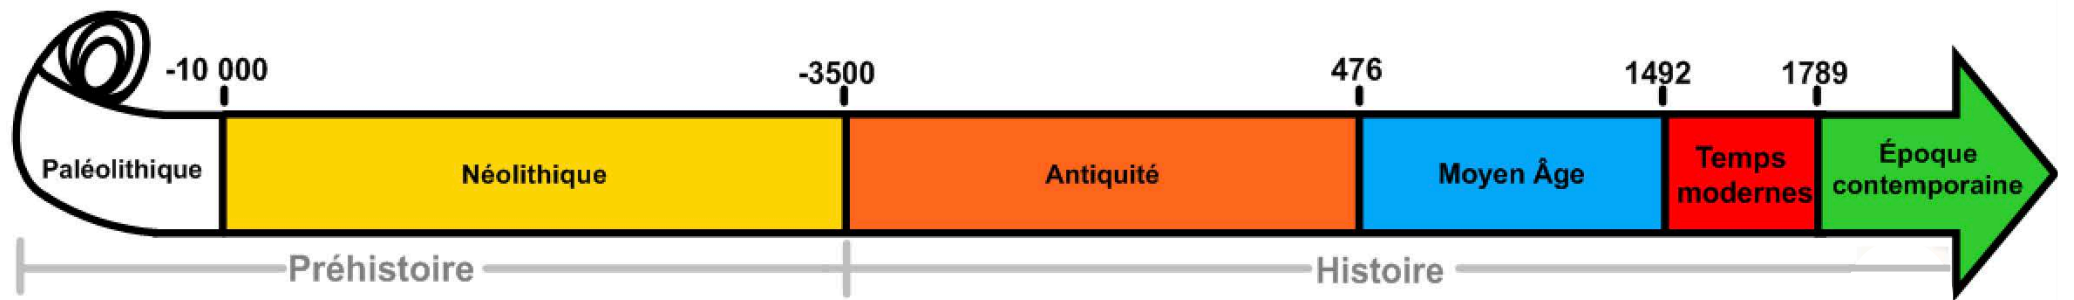 -10 000
-3500
476
1492
1789
Paléolithique
Néolithique
Antiquité
Moyen Âge
Temps
modernes
Époque
contemporaine
Préhistoire
Histoire